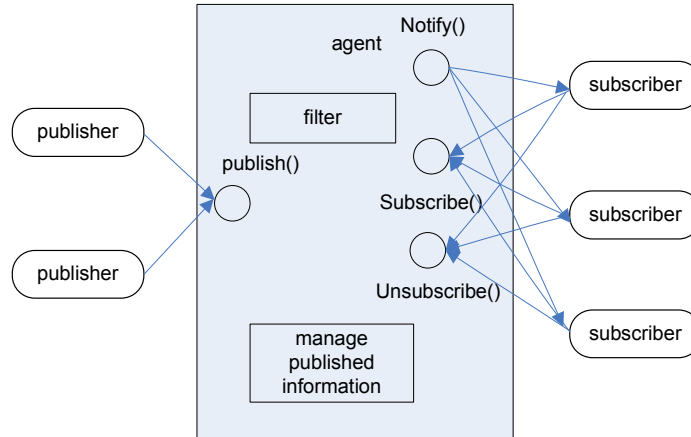 Notify()
agent
subscriber
filter
publisher
publish()
Subscribe()
subscriber
publisher
Unsubscribe()
subscriber
manage
published
information